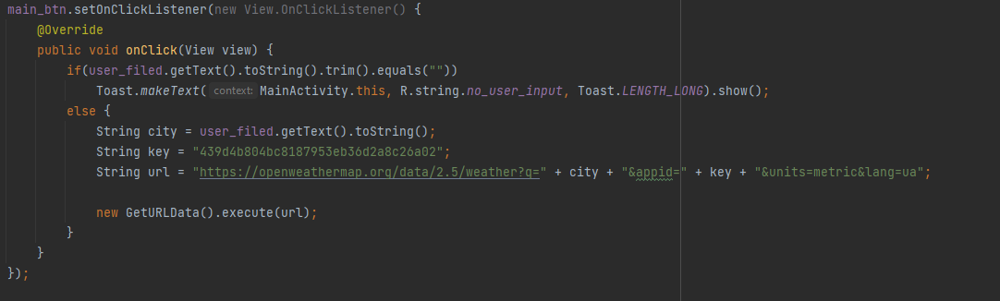 main_btn.setOnClickListener(new View.OnClickListener() {
@Override
public void onClick(View view) {
if(user_filed.getText().toString().trim().equals(""))
Toast.makeText( context: MainActivity.this, R.string.no_user_input, Toast.LENGTH_LONG).show();
else {
String city = user_filed.getText().toString();
String key = "439d4b804bc8187953eb36d2a8c26a02";
String url = "https://openweathermap.org/data/2.5/weather?q=" + city + "&appid=" + key + "&units=metric&lang=ua";
new GetURLData().execute(url);
}
}
});